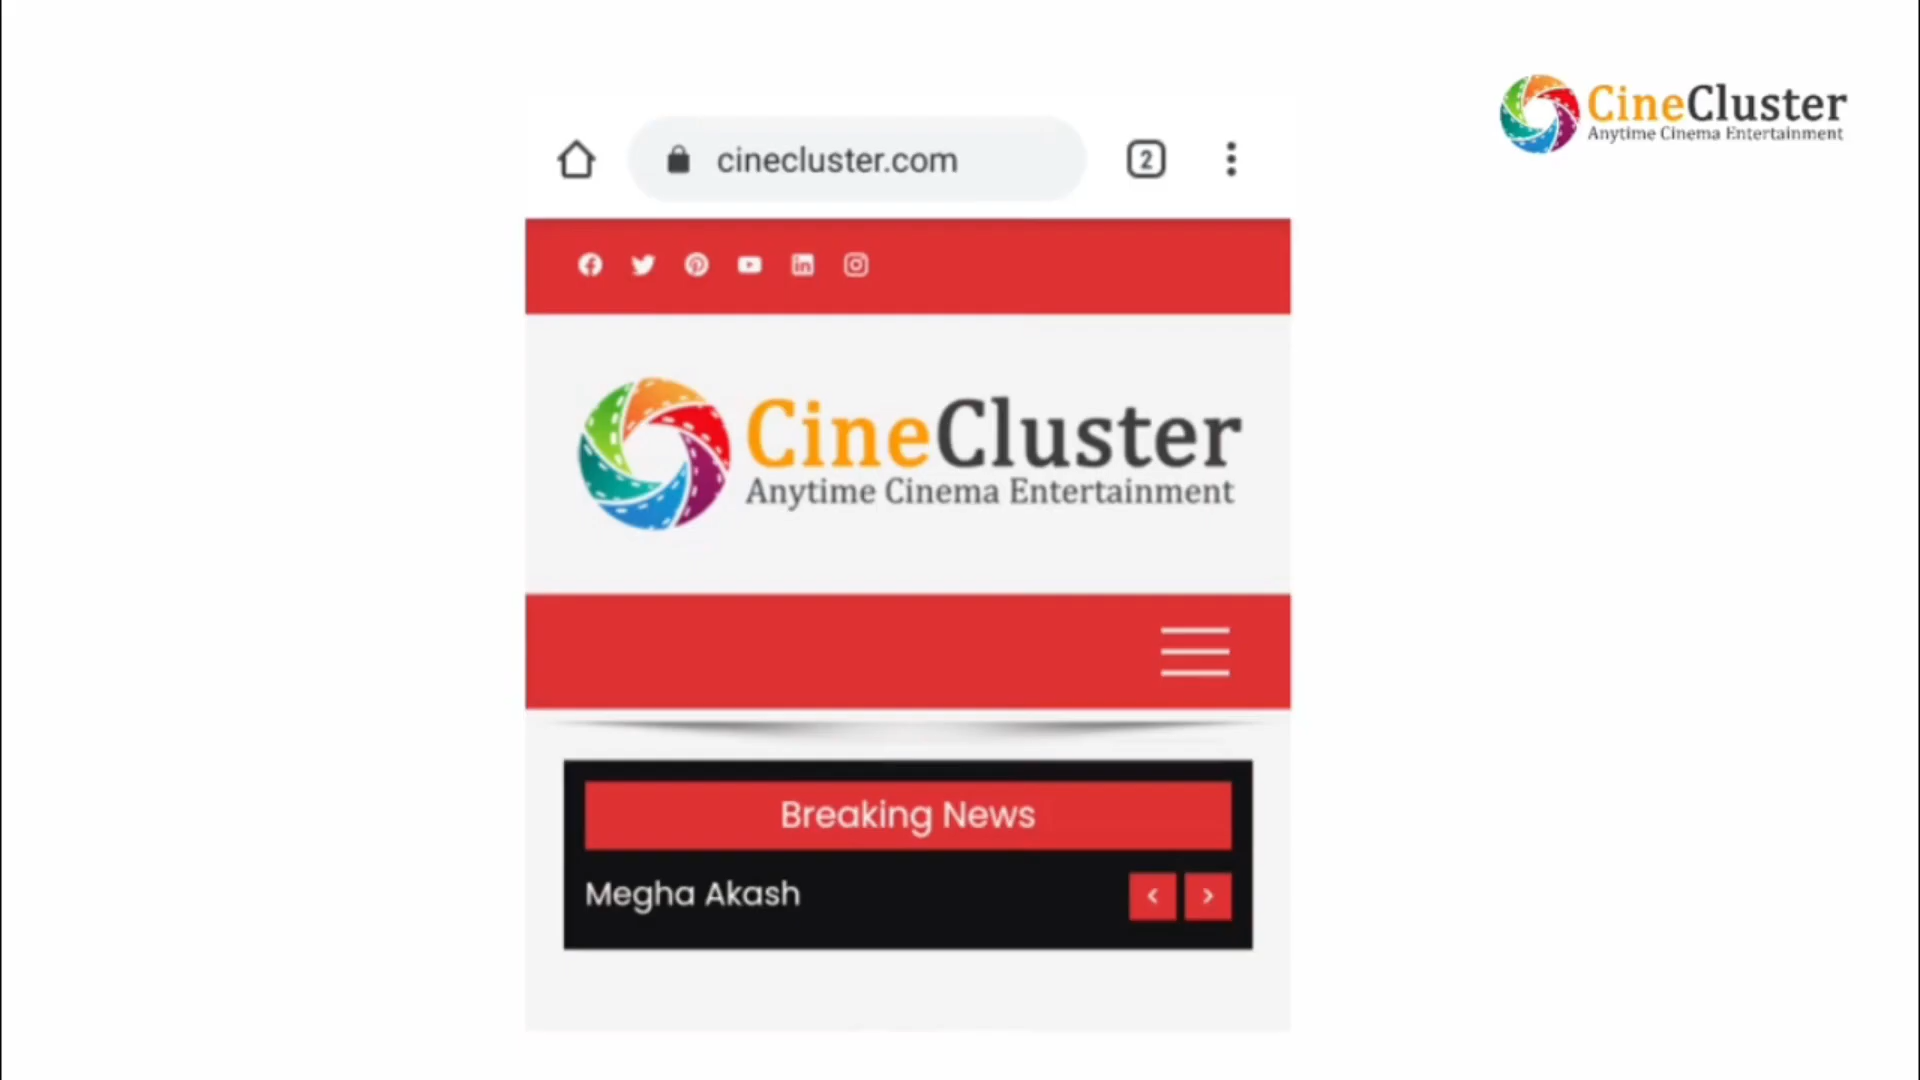 CineCluster
Anytime Cinema Entertainment
cinecluster.com
2
CineCluster
Anytime Cinema Entertainment
Breaking News
Megha Akash